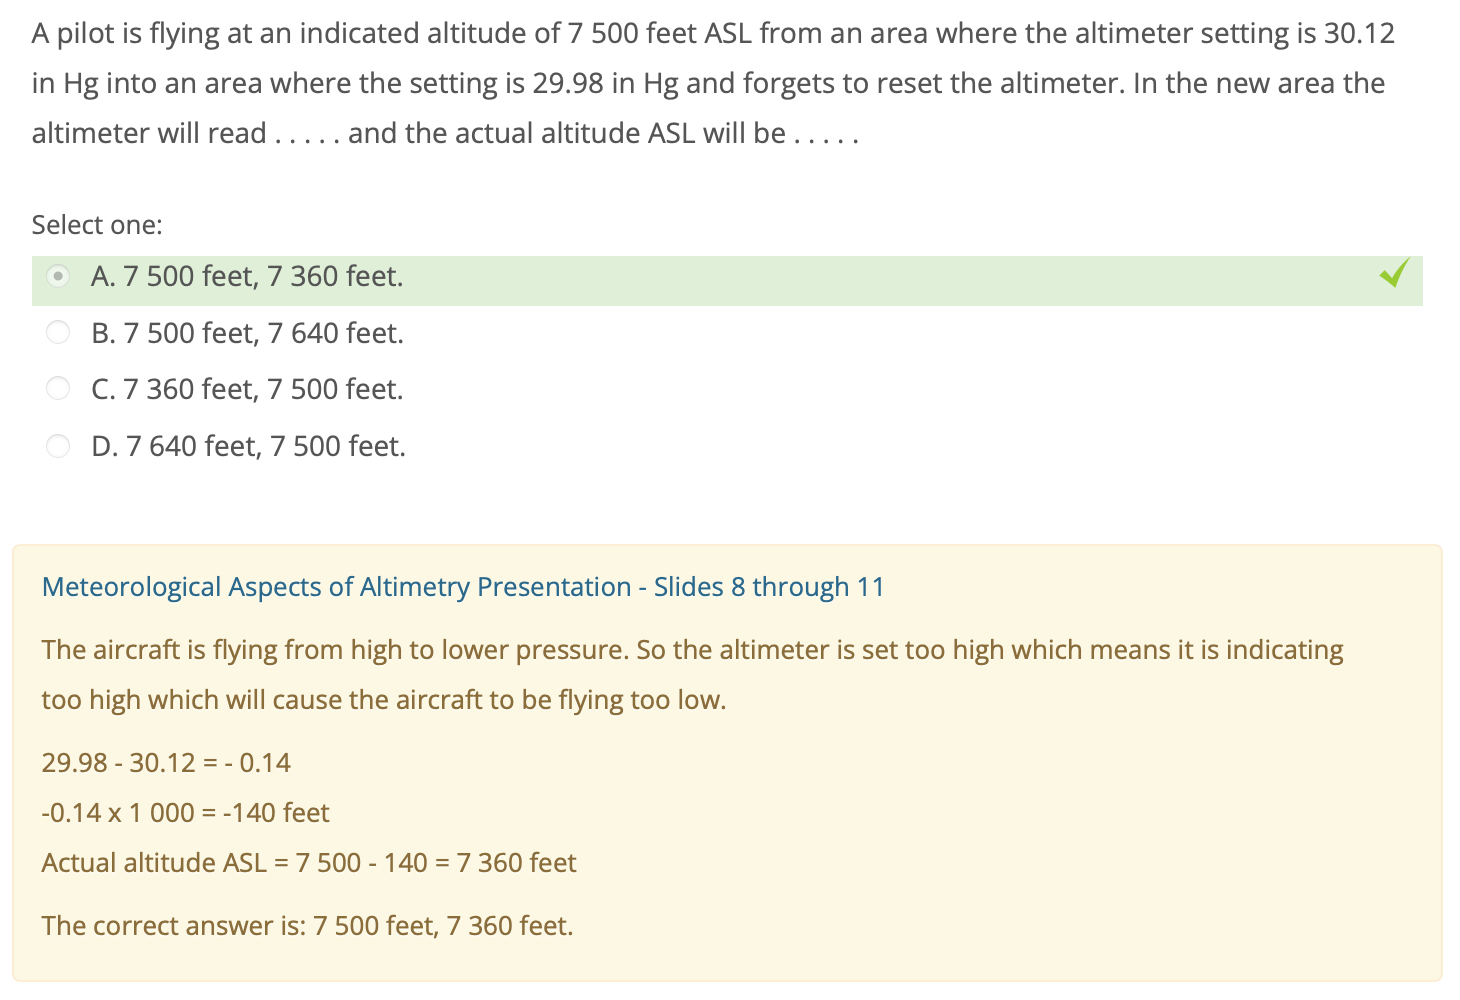 A pilot is flying at an indicated altitude of 7 500 feet ASL from an area where the altimeter setting is 30.12
in Hg into an area where the setting is 29.98 in Hg and forgets to reset the altimeter. In the new area the
altimeter will read . . . . . and the actual altitude ASL will be . . . . .
Select one:
A. 7 500 feet, 7 360 feet.
B. 7 500 feet, 7 640 feet.
C. 7 360 feet, 7 500 feet.
D. 7 640 feet, 7 500 feet.
Meteorological Aspects of Altimetry Presentation - Slides 8 through 11
The aircraft is flying from high to lower pressure. So the altimeter is set too high which means it is indicating
too high which will cause the aircraft to be flying too low.
29.98 - 30.12 = - 0.14
-0.14 x 1 000 = -140 feet
Actual altitude ASL = 7 500 - 140 = 7 360 feet
The correct answer is: 7 500 feet, 7 360 feet.